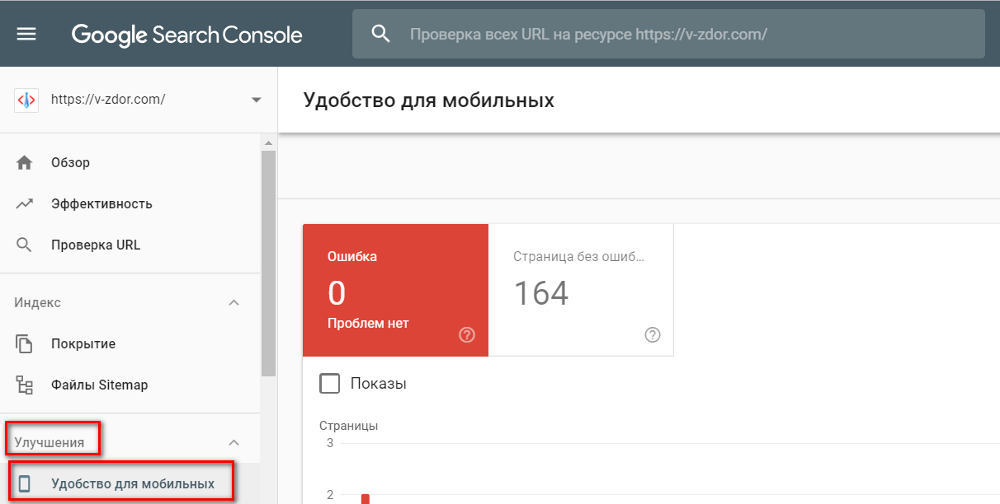 Google Search Console
Проверка всех URL на ресурсе https://v-zdor.com/
https://v-zdor.com/
Удобство для мобильных
Обзор
Эффективность
Проверка URL
Индекс
Покрытие
Файлы Sitemap
Улучшения
Удобство для мобильных
Ошибка
0
Проблем нет
Страница без ошиб...
164
Показы
Страницы
3
2